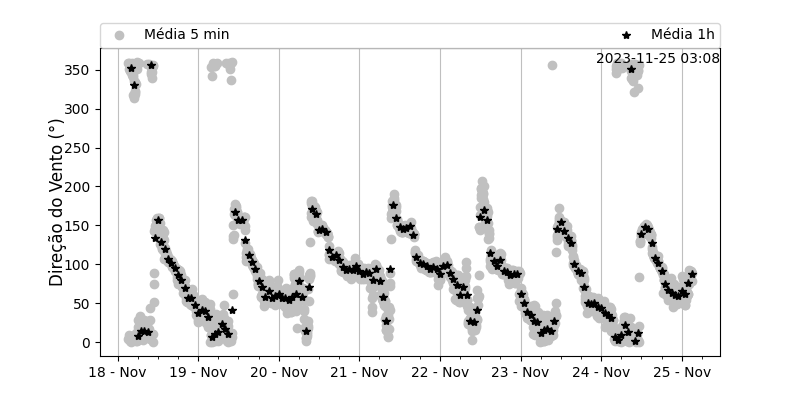 Média 5 min
Média 1h
2023-11-25 03:08
Direção do Vento (°)
350
300
250
200
150
100
50
0
18 - Nov
19 - Nov
20 - Nov
21 - Nov
22 - Nov
23 - Nov
24 - Nov
25 - Nov